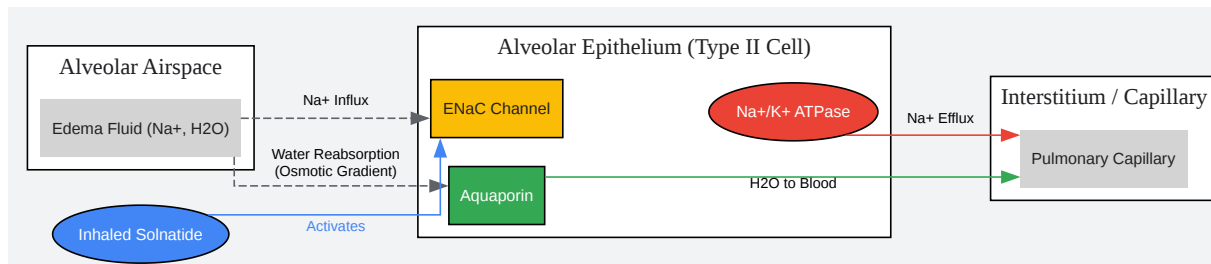 Alveolar Airspace
Edema Fluid (Na+, H2O)
Na+ Influx
Water Reabsorption
(Osmotic Gradient)
Inhaled Solnatide
Activates
Alveolar Epithelium (Type II Cell)
ENaC Channel
Aquaporin
Na+/K+ ATPase
H2O to Blood
Na+ Efflux
Interstitium / Capillary
Pulmonary Capillary